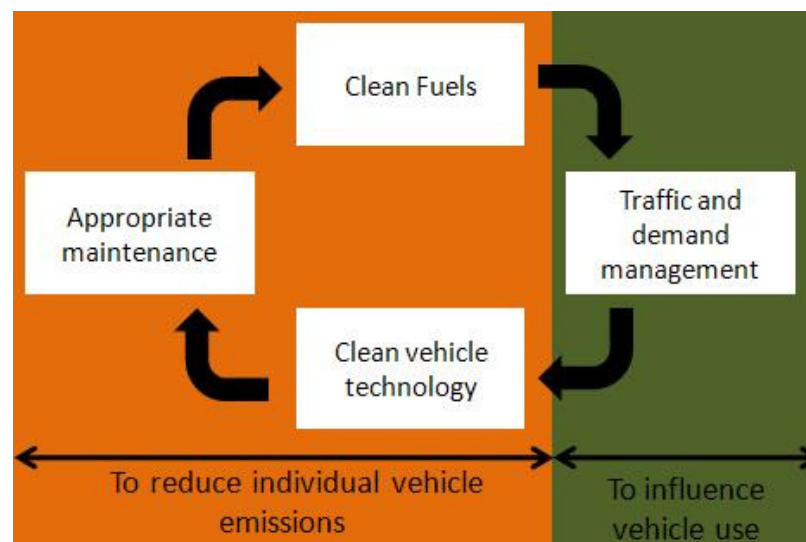 Clean Fuels
Appropriate
maintenance
Traffic and
demand
management
Clean vehicle
technology
To reduce individual vehicle
emissions
To influence
vehicle use